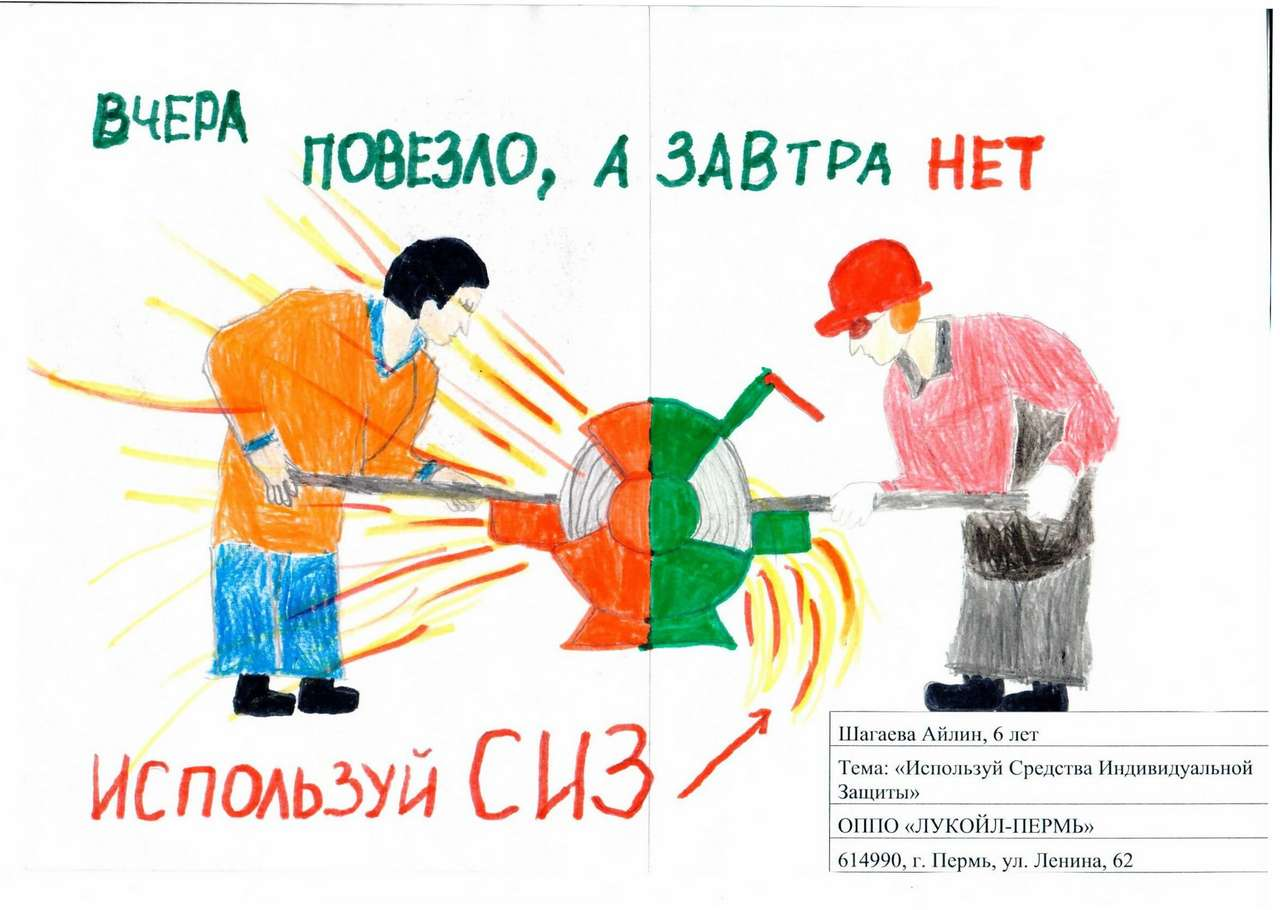 ВЧЕРА
ПОВЕЗЛО, А ЗАВТРА НЕТ
ИСПОЛЬЗУЙ СИЗ
Шагаева Айлин, 6 лет
Тема: «Используй Средства Индивидуальной
Защиты»
ОППО «ЛУКОЙЛ-ПЕРМЬ»
614990, г. Пермь, ул. Ленина, 62